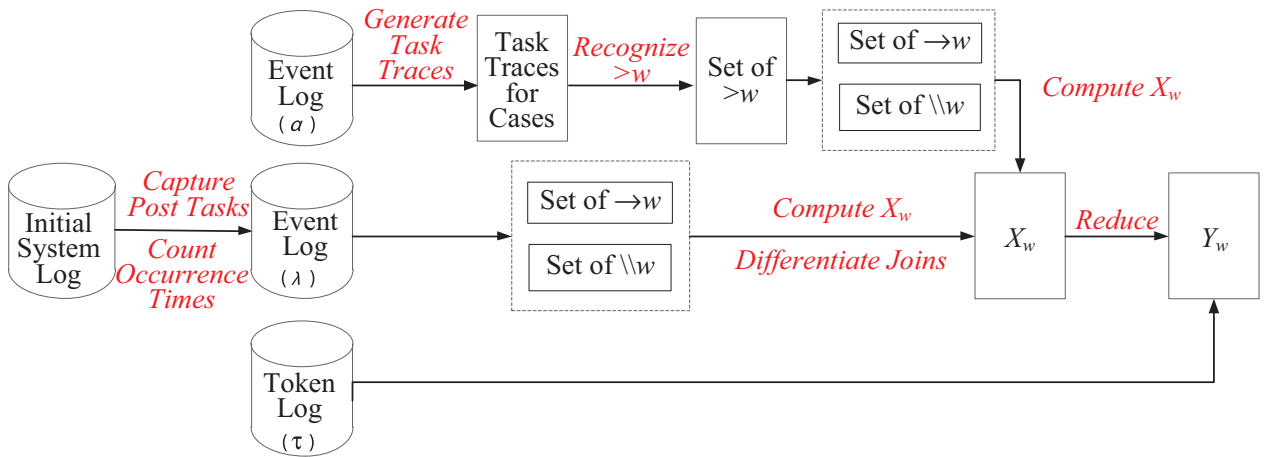 Event
Log
(α)
Generate
Task
Traces
Task
Traces
for
Cases
Recognize
>w
Set of
>w
Set of →w
Set of \\w
Compute Xw
Initial
System
Log
Capture
Post Tasks
Count
Occurrence
Times
Event
Log
(λ)
Set of →w
Set of \\w
Compute Xw
Differentiate Joins
Xw
Reduce
Yw
Token
Log
(τ)